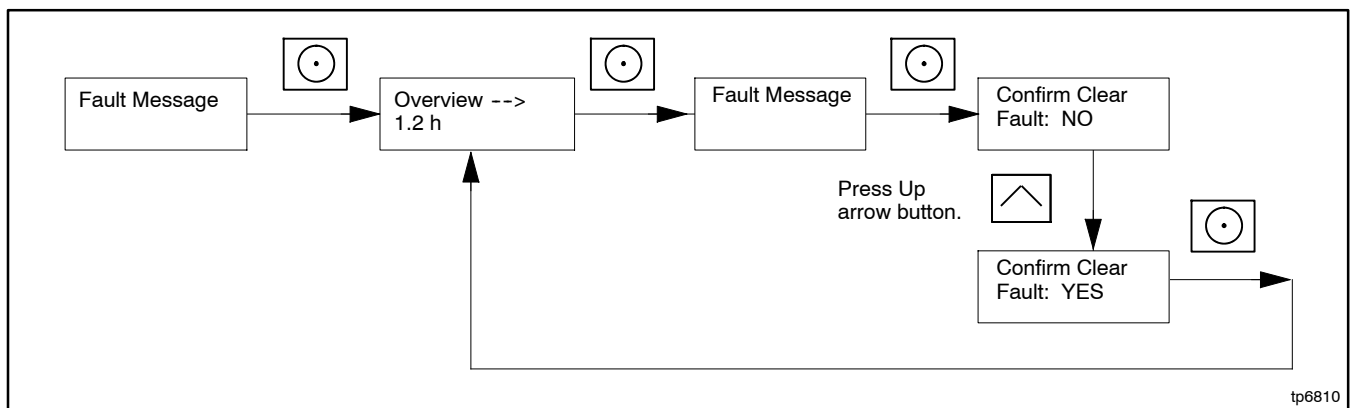 Fault Message
Overview -->
1.2 h
Fault Message
Confirm Clear
Fault: NO
Press Up
arrow button.
Confirm Clear
Fault: YES
tp6810